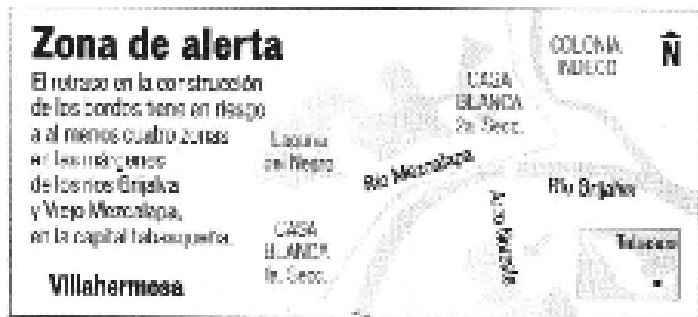 Zona de alerta
El retraso en la construcción
de los bordos tiene en riesgo
a al menos cuatro zonas
en las márgenes
de los ríos Grijalva
y Viejo Mezcalapa,
en la capital tabasqueña.
Villahermosa
COLONIA
INDECO
N
CASA
BLANCA
2a. Secc.
Laguna
del Negro
Río Mezcalapa
Río Grijalva
CASA
BLANCA
1a. Secc.
Tabasco